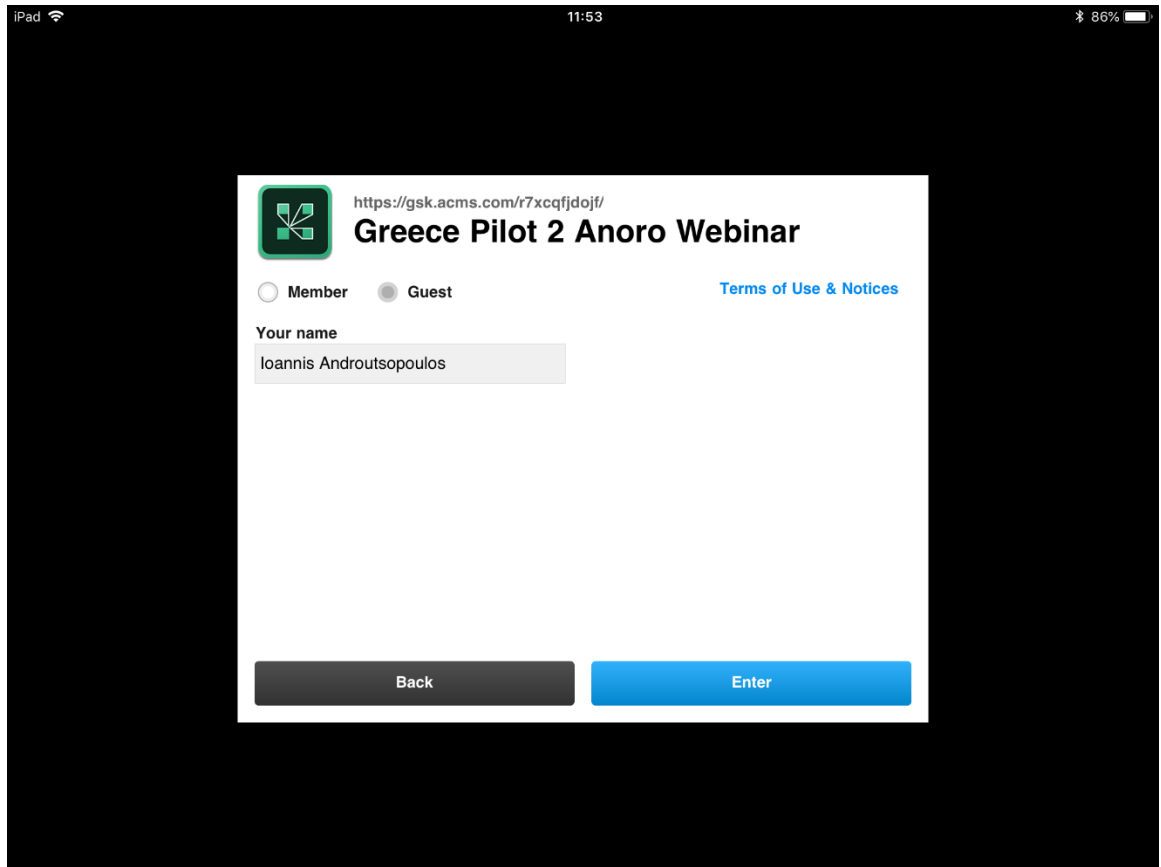 iPad 11:53 86%
https://gsk.acms.com/r7xcqfjdojf/
Greece Pilot 2 Anoro Webinar
Member Guest Terms of Use & Notices
Your name
Ioannis Androutsopoulos
Back Enter